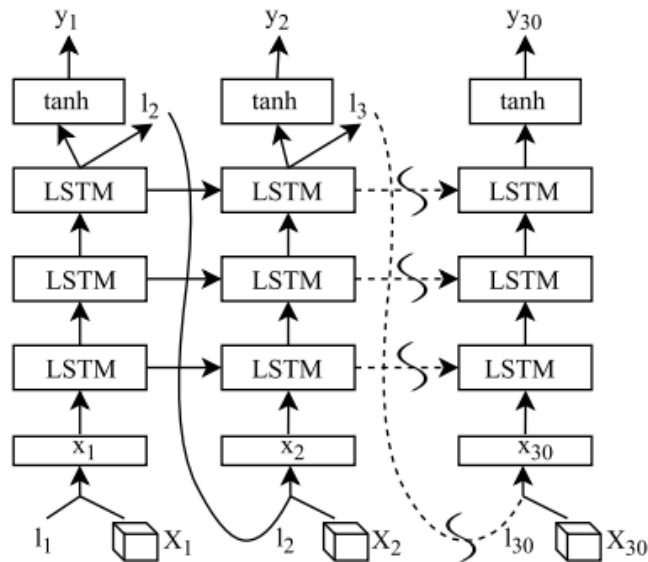 y1 y2 y30
tanh tanh tanh
l2 l3
LSTM LSTM LSTM
LSTM LSTM LSTM
LSTM LSTM LSTM
x1 x2 x30
l1 X1 l2 X2 l30 X30